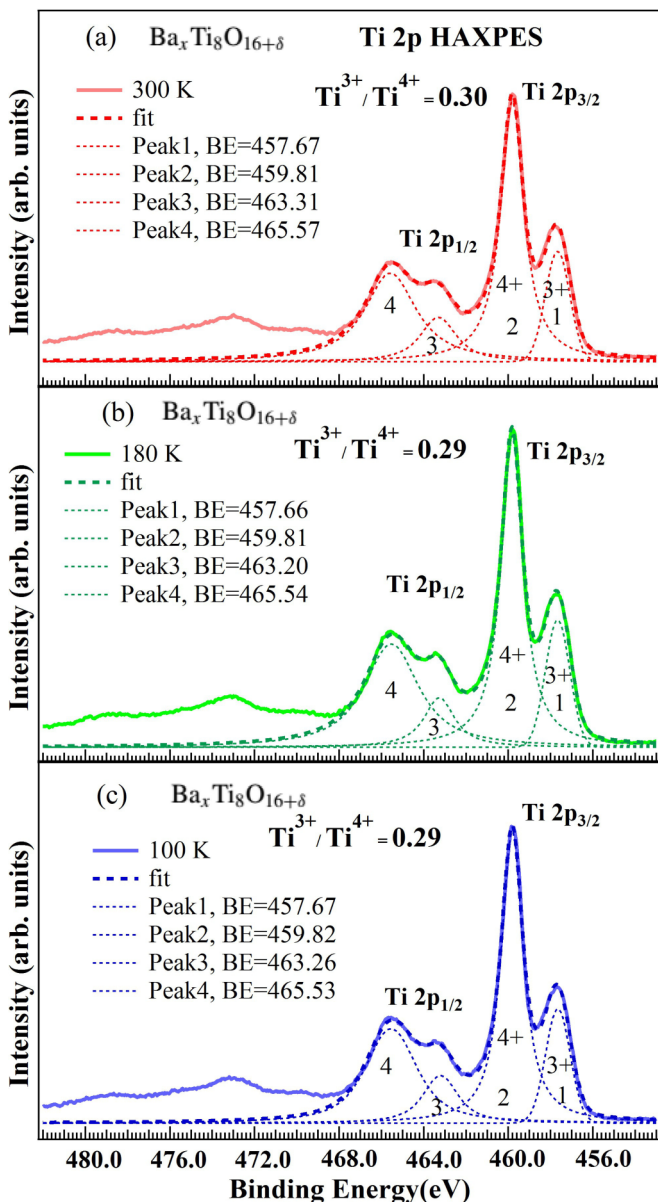 (a) BaₓTi₈O₁₆₊δ Ti 2p HAXPES
300 K
fit
Peak1, BE=457.67
Peak2, BE=459.81
Peak3, BE=463.31
Peak4, BE=465.57
Ti³⁺/Ti⁴⁺ = 0.30
Ti 2p₃/₂
Ti 2p₁/₂
4
3
4+
2
3+
1
Intensity (arb. units)
(b) BaₓTi₈O₁₆₊δ
180 K
fit
Peak1, BE=457.66
Peak2, BE=459.81
Peak3, BE=463.20
Peak4, BE=465.54
Ti³⁺/Ti⁴⁺ = 0.29
Ti 2p₃/₂
Ti 2p₁/₂
4
3
4+
2
3+
1
Intensity (arb. units)
(c) BaₓTi₈O₁₆₊δ
100 K
fit
Peak1, BE=457.67
Peak2, BE=459.82
Peak3, BE=463.26
Peak4, BE=465.53
Ti³⁺/Ti⁴⁺ = 0.29
Ti 2p₃/₂
Ti 2p₁/₂
4
3
4+
2
3+
1
Intensity (arb. units)
480.0 476.0 472.0 468.0 464.0 460.0 456.0
Binding Energy(eV)